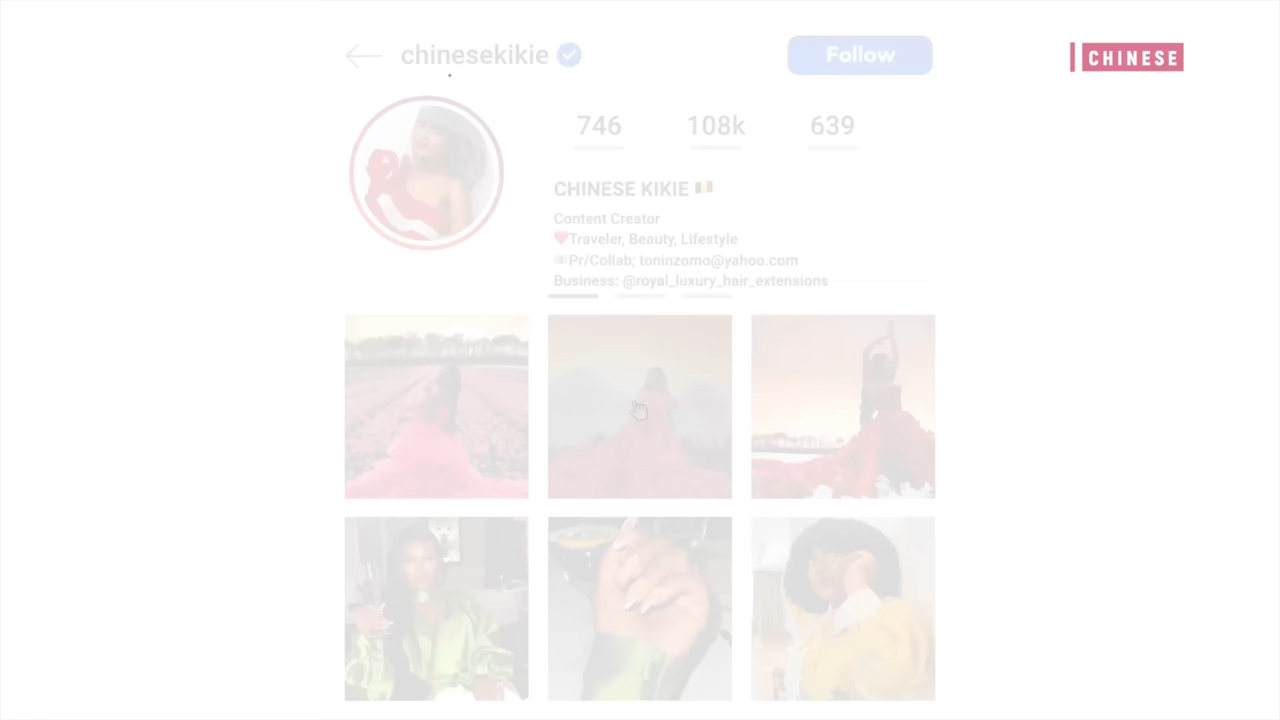 chinesekikie
Follow
CHINESE
746 108k 639
CHINESE KIKIE
Content Creator
Traveler, Beauty, Lifestyle
Pr/Collab; toninzomo@yahoo.com
Business: @royal_luxury_hair_extensions